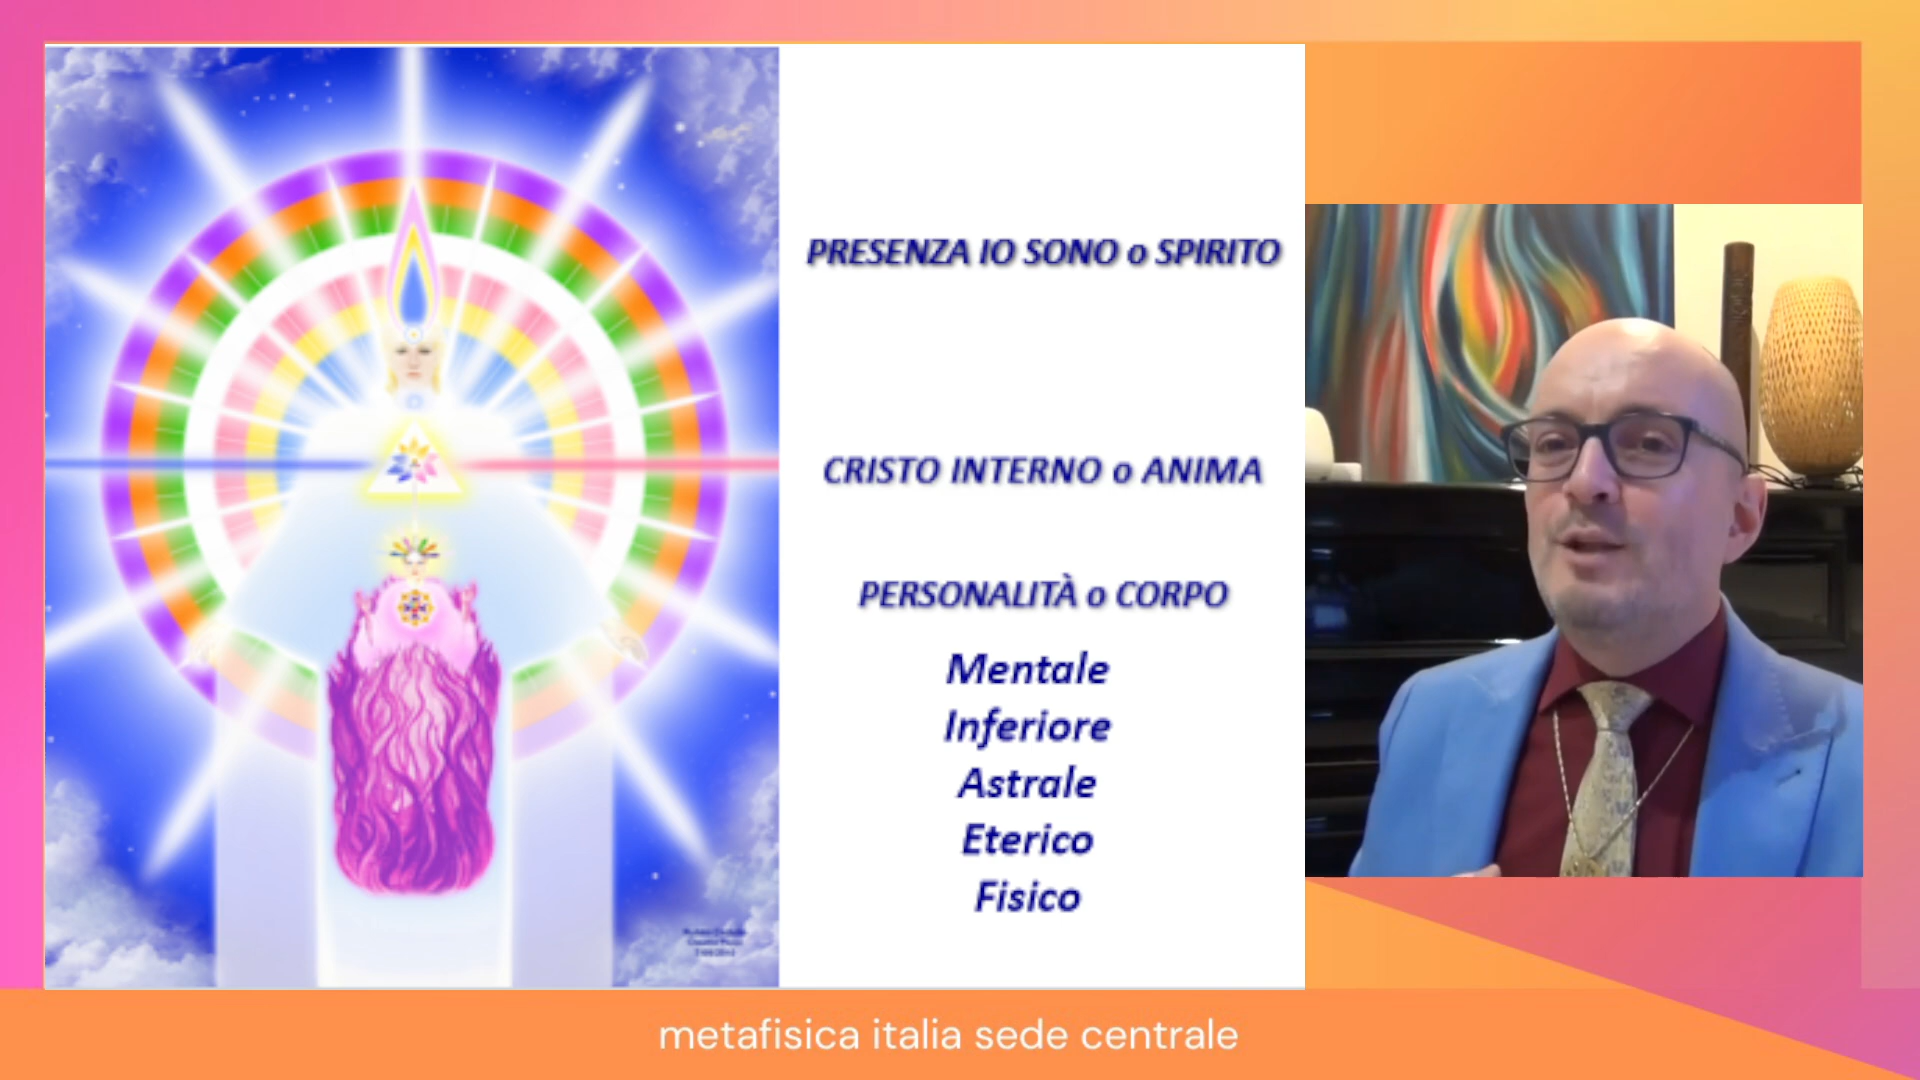 PRESENZA IO SONO o SPIRITO
CRISTO INTERNO o ANIMA
PERSONALITÀ o CORPO
Mentale
Inferiore
Astrale
Eterico
Fisico
metafisica italia sede centrale